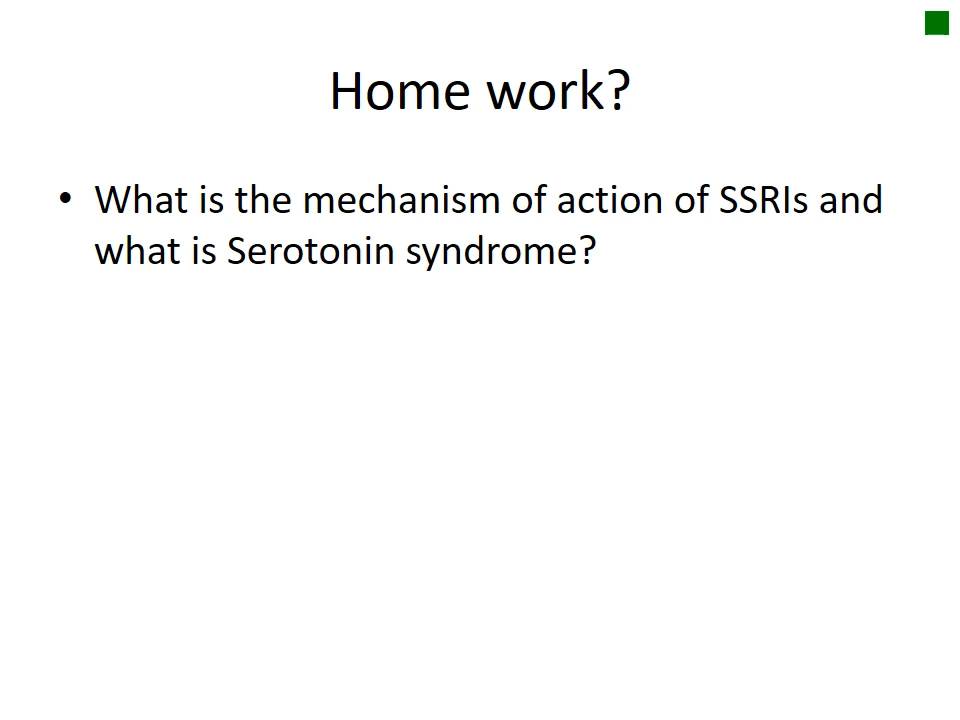 Home work?
• What is the mechanism of action of SSRIs and
what is Serotonin syndrome?